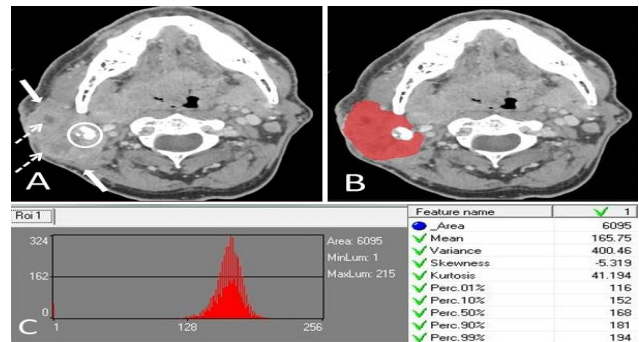 A
B
Roi 1
324
162
0
1
128
256
Area: 6095
MinLum: 1
MaxLum: 215
C
Feature name 1
_Area 6095
Mean 165.75
Variance 400.46
Skewness -5.319
Kurtosis 41.194
Perc.01% 116
Perc.10% 152
Perc.50% 168
Perc.90% 181
Perc.99% 194